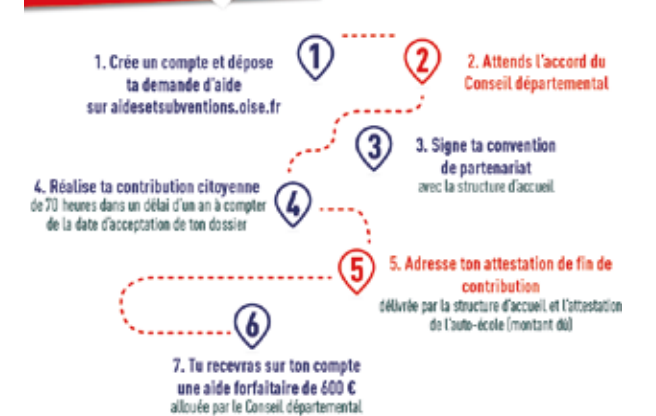 1
1. Crée un compte et dépose
ta demande d'aide
sur aidesetsubventions.oise.fr
2
2. Attends l'accord du
Conseil départemental
3
3. Signe ta convention
de partenariat
avec la structure d'accueil
4. Réalise ta contribution citoyenne
de 70 heures dans un délai d'un an à compter
de la date d'acceptation de ton dossier
4
5
5. Adresse ton attestation de fin de
contribution
délivrée par la structure d'accueil et l'attestation
de l'auto-école (montant dû)
6
7. Tu recevras sur ton compte
une aide forfaitaire de 600 €
allouée par le Conseil départemental